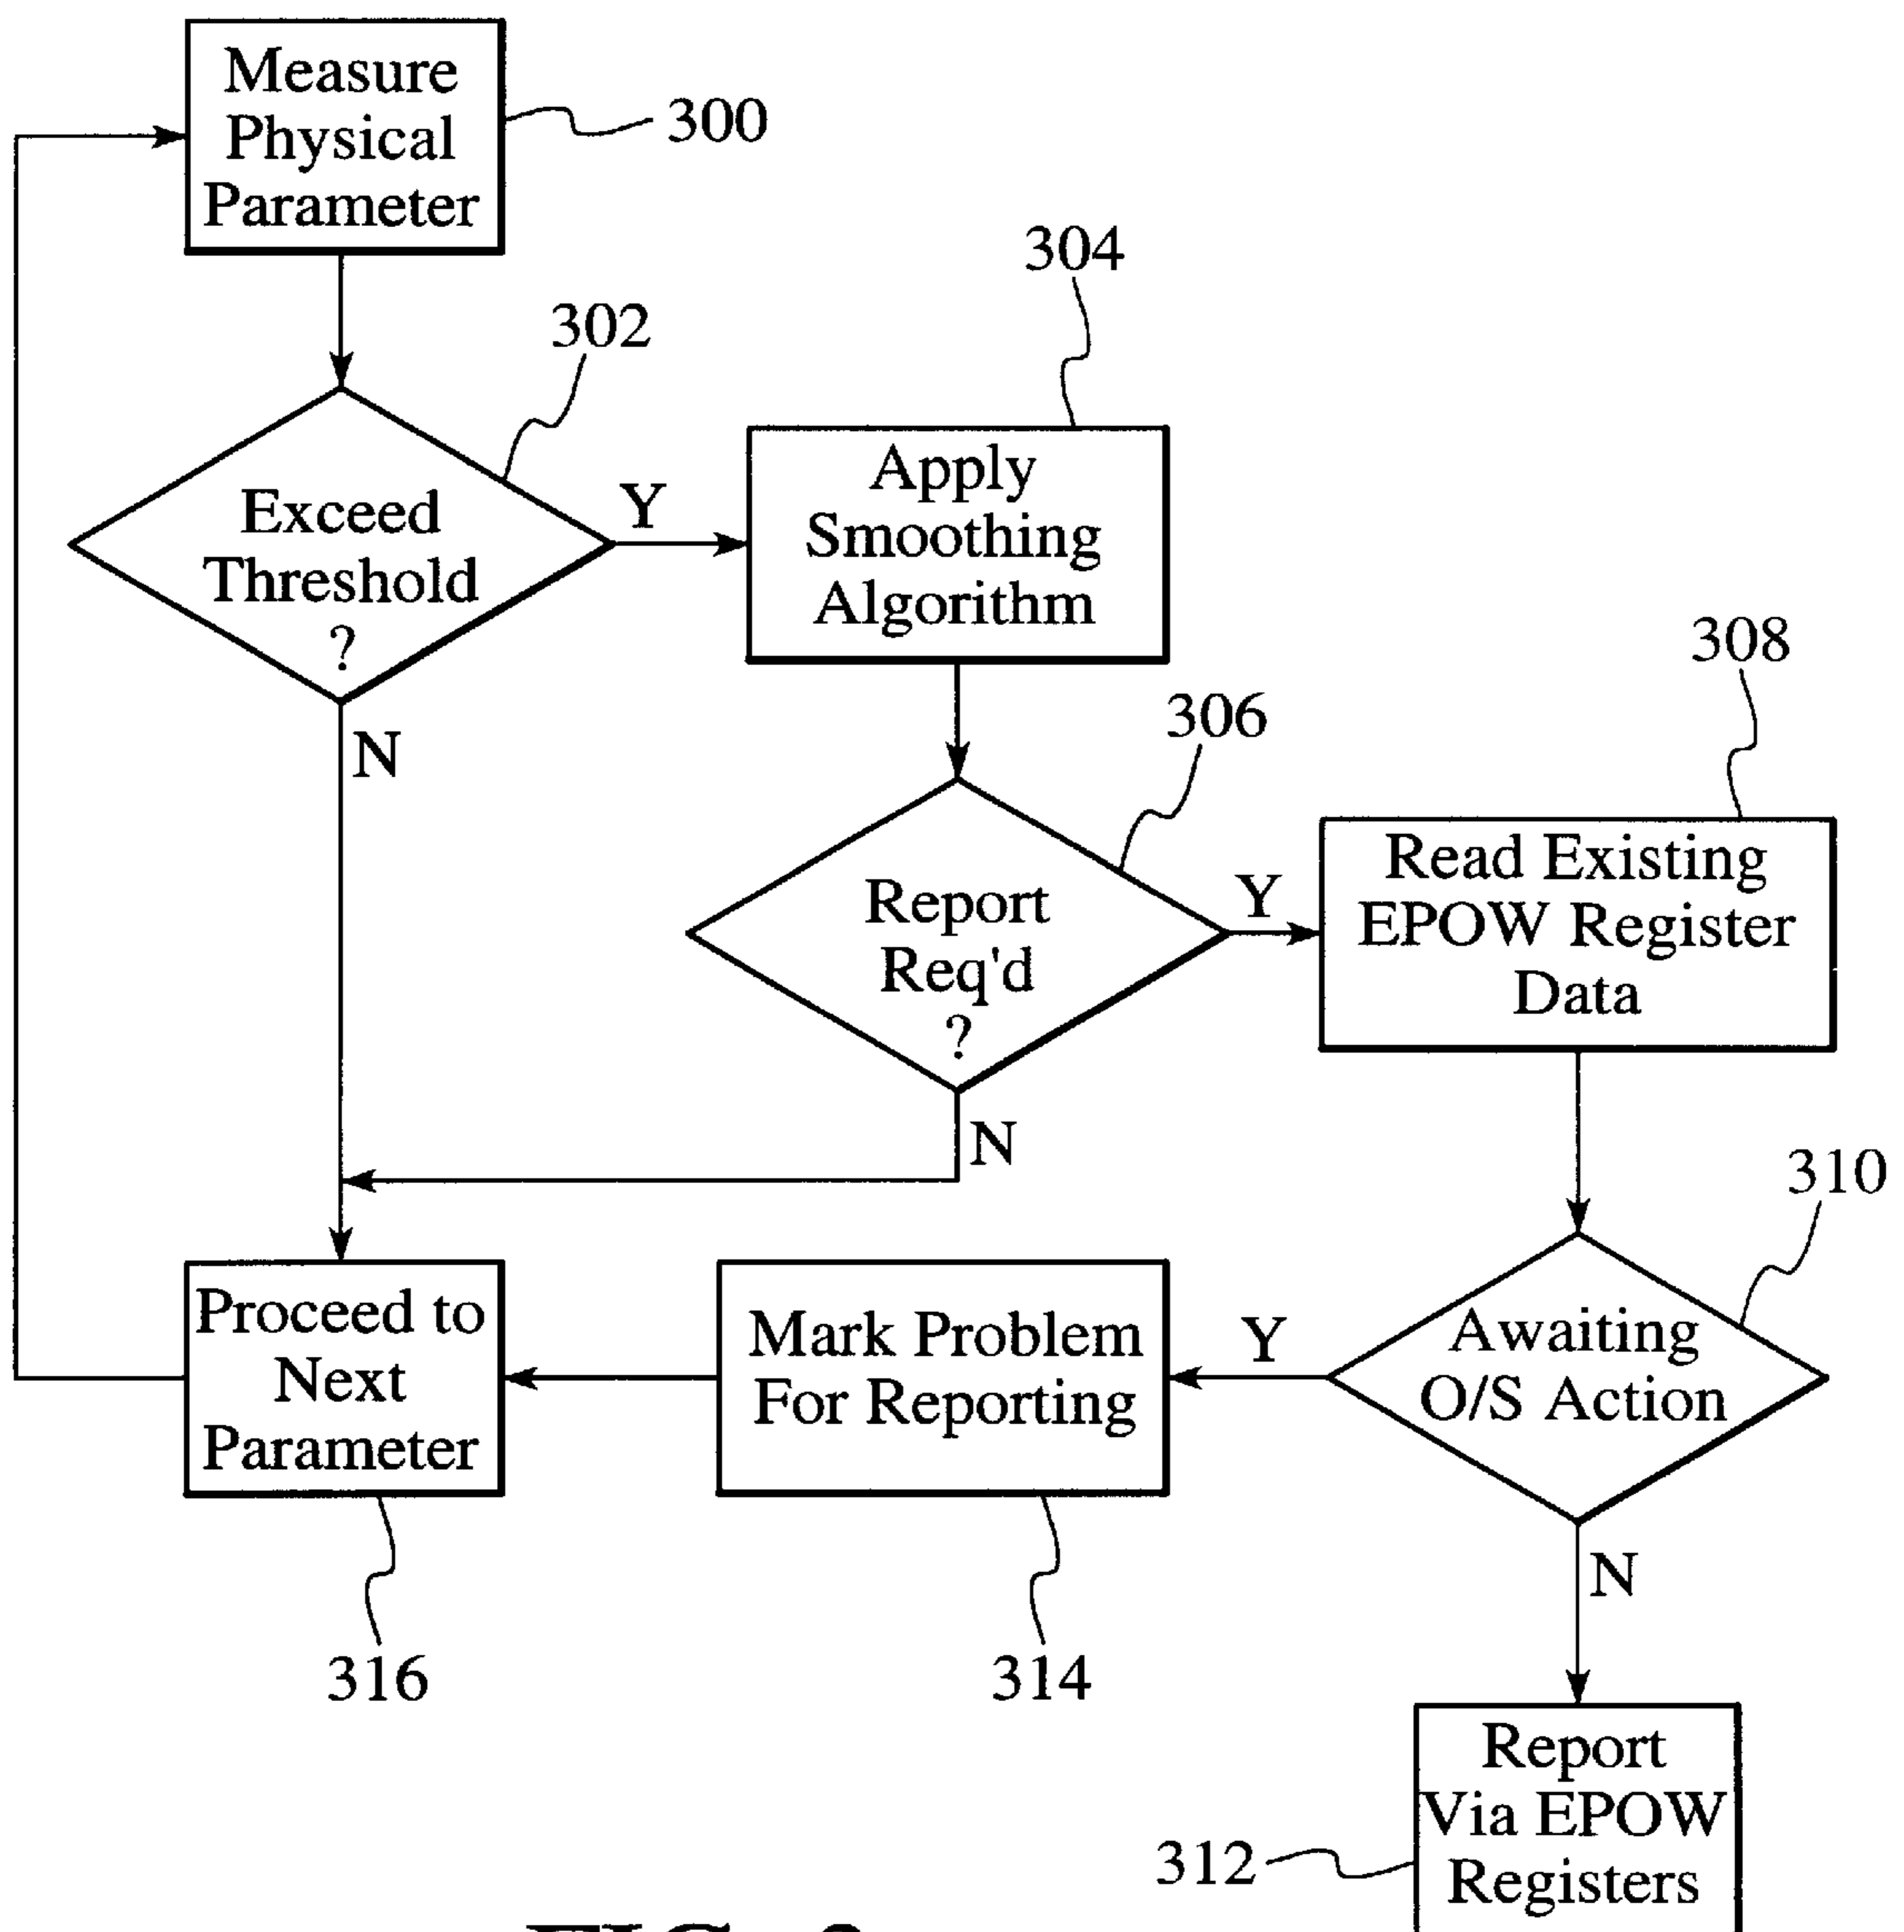 Measure
Physical
Parameter
300
304
302
Exceed
Threshold
?
Y
Apply
Smoothing
Algorithm
308
N
306
Report
Req'd
?
Y
Read Existing
EPOW Register
Data
N
310
Proceed to
Next
Parameter
Mark Problem
For Reporting
Y
Awaiting
O/S Action
N
316
314
Report
Via EPOW
Registers
312